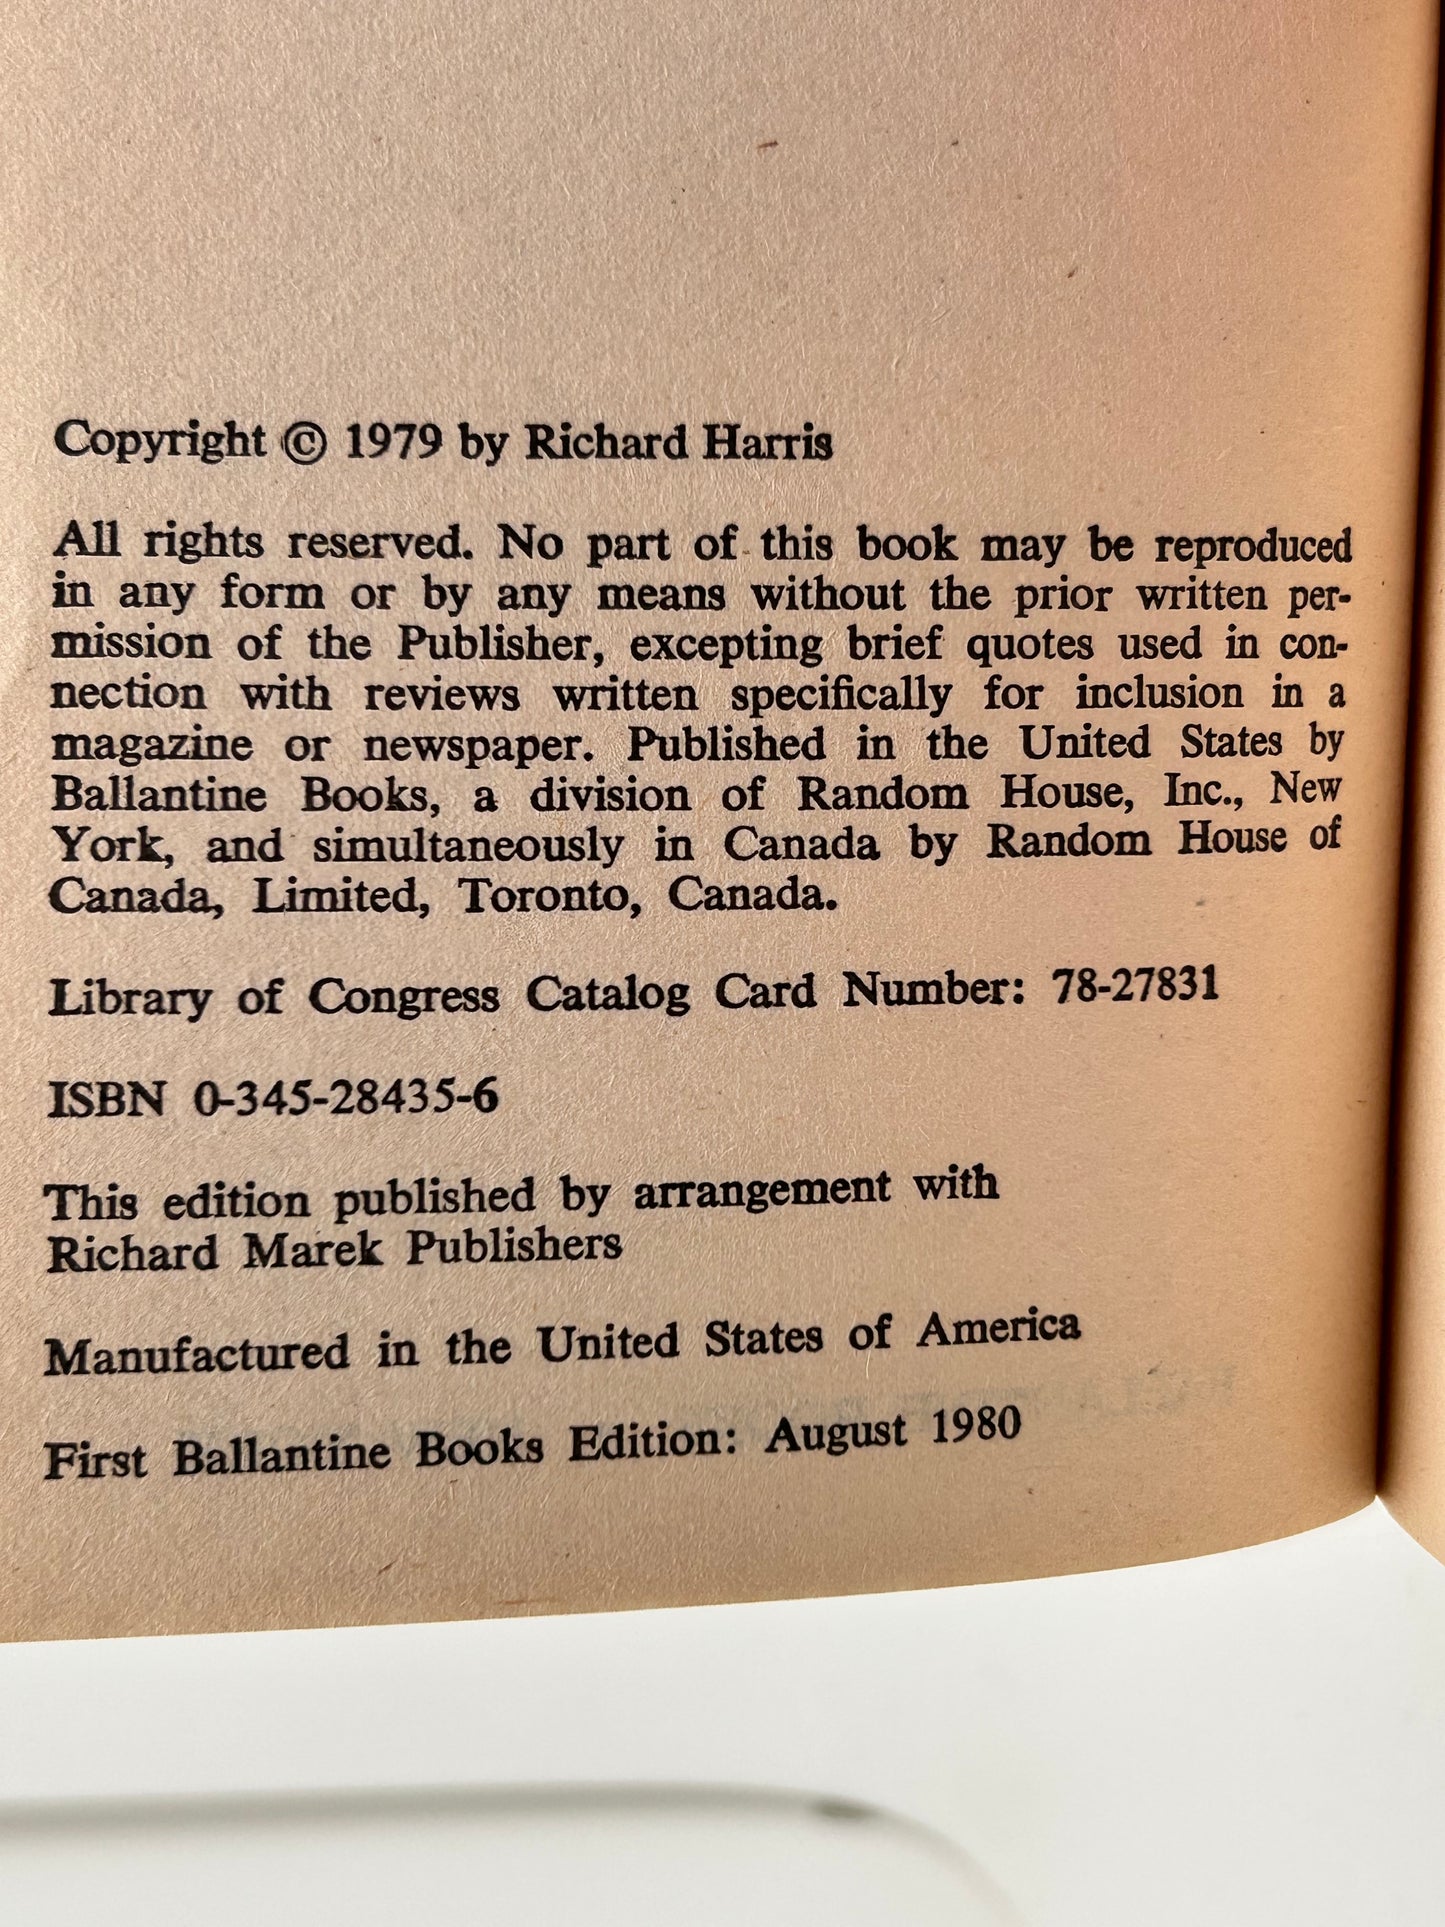 Copyright © 1979 by Richard Harris
All rights reserved. No part of this book may be reproduced
in any form or by any means without the prior written per-
mission of the Publisher, excepting brief quotes used in con-
nection with reviews written specifically for inclusion in a
magazine or newspaper. Published in the United States by
Ballantine Books, a division of Random House, Inc., New
York, and simultaneously in Canada by Random House of
Canada, Limited, Toronto, Canada.
Library of Congress Catalog Card Number: 78-27831
ISBN 0-345-28435-6
This edition published by arrangement with
Richard Marek Publishers
Manufactured in the United States of America
First Ballantine Books Edition: August 1980